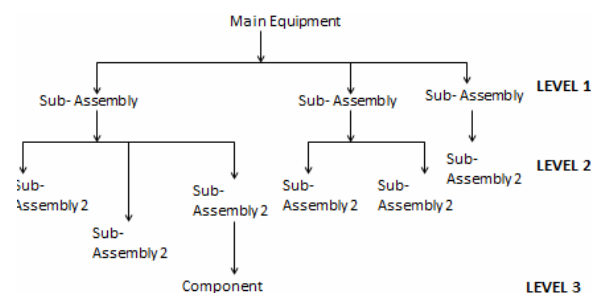 Main Equipment
LEVEL 1
Sub- Assembly
Sub- Assembly
Sub- Assembly
LEVEL 2
Sub-
Assembly 2
Sub-
Assembly 2
Sub-
Assembly 2
Sub-
Assembly 2
Sub-
Assembly 2
Sub-
Assembly 2
Component
LEVEL 3